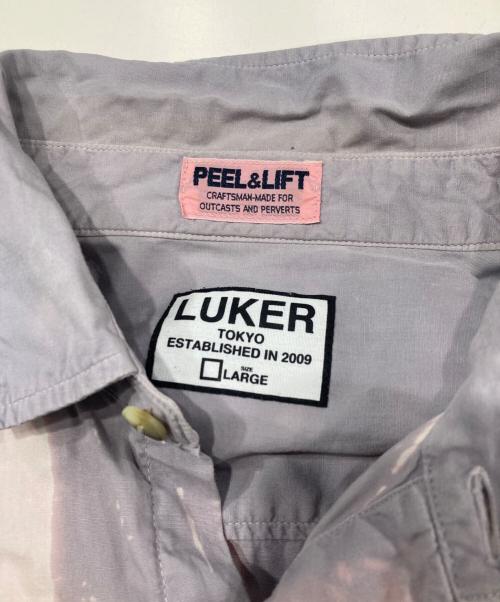 PEEL&LIFT
CRAFTSMAN-MADE FOR
OUTCASTS AND PERVERTS
LUKER
TOKYO
ESTABLISHED IN 2009
SIZE
LARGE